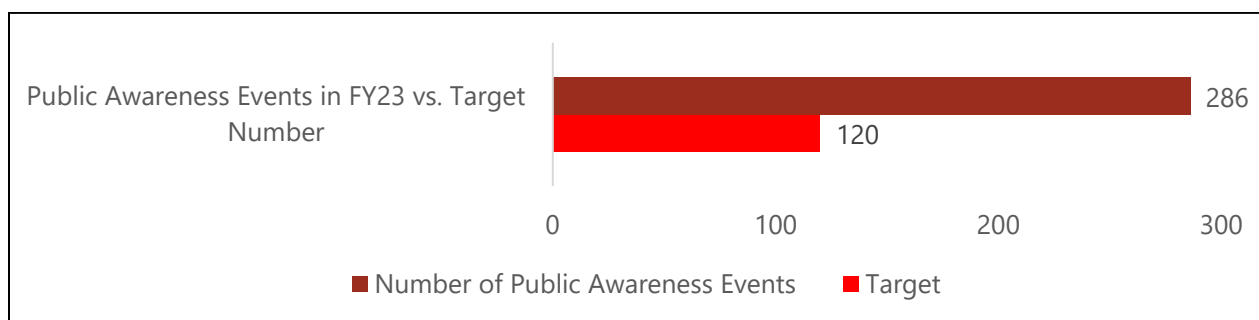 Public Awareness Events in FY23 vs. Target
Number
286
120
0 100 200 300
Number of Public Awareness Events Target